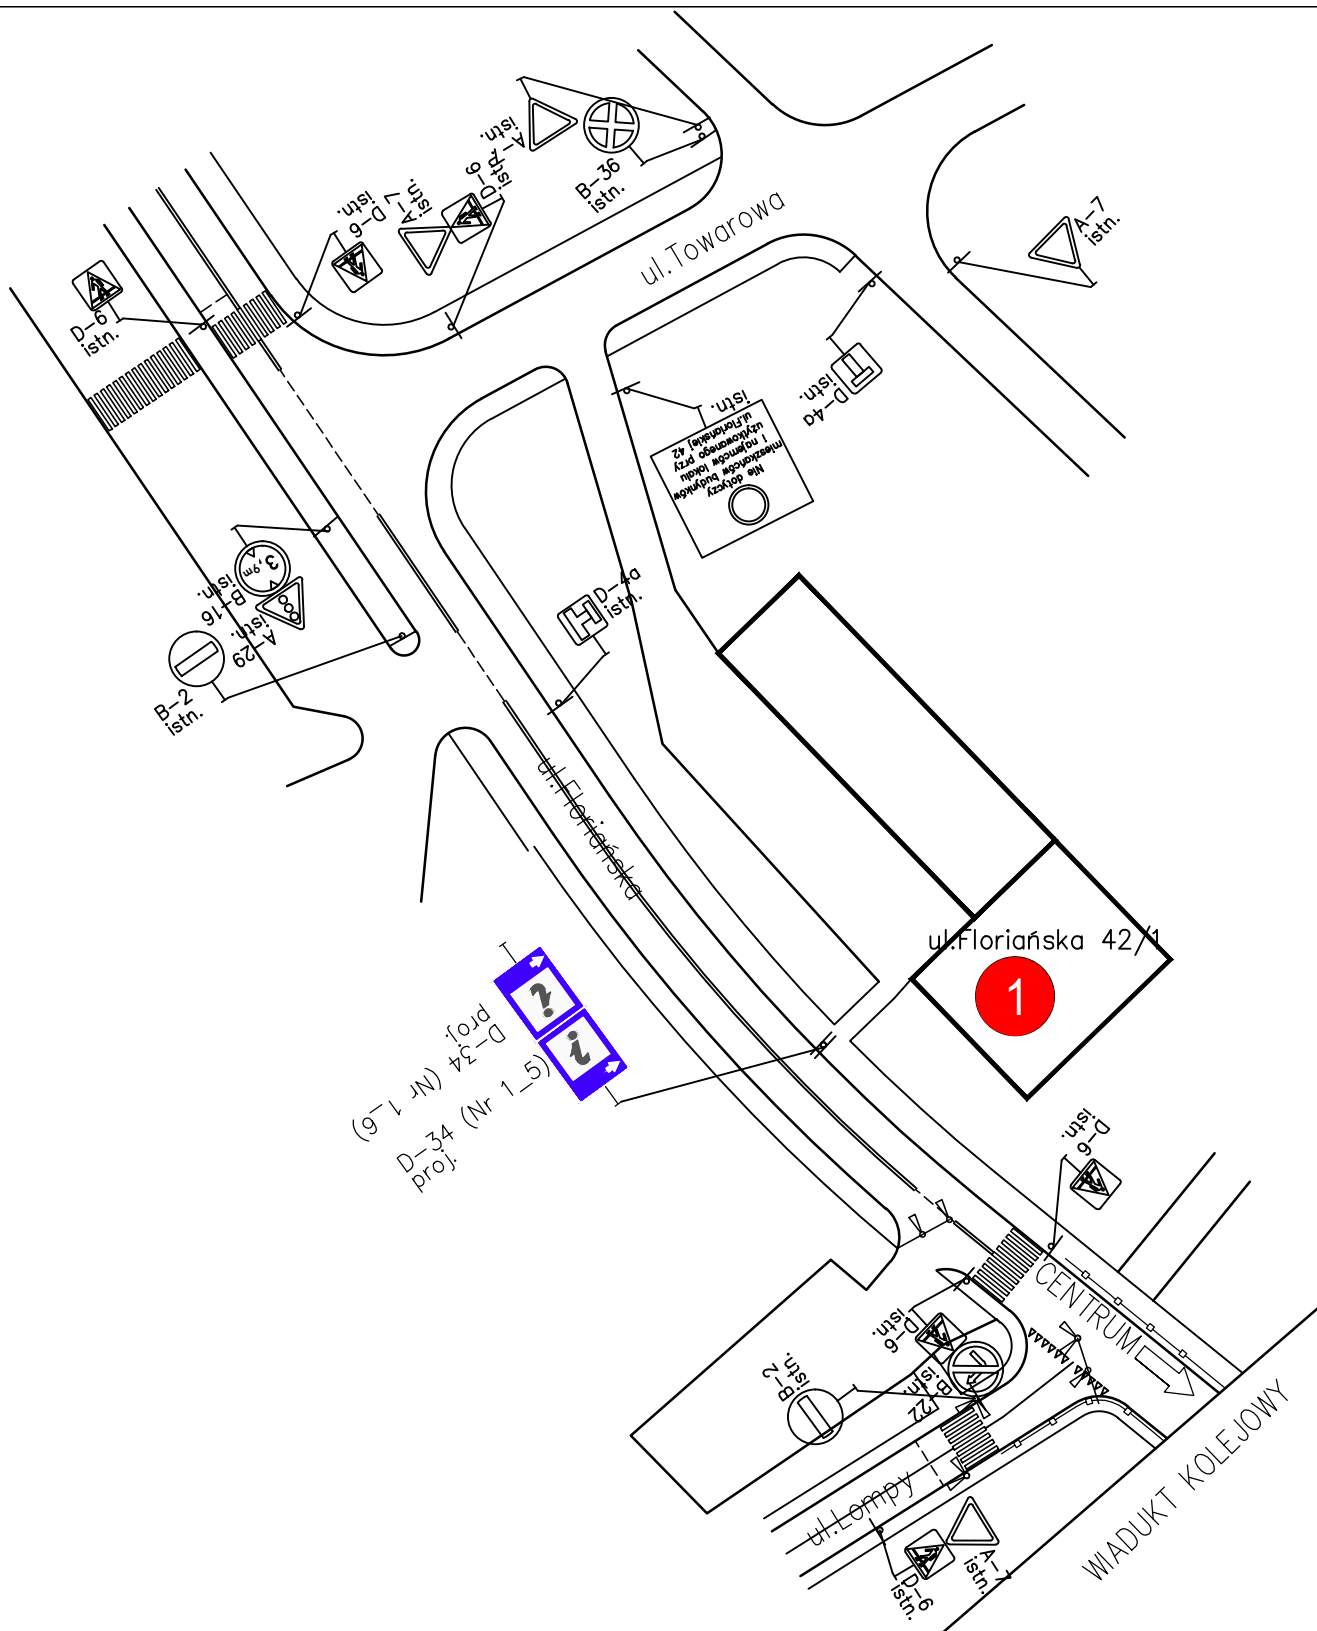 A-7
istn.
B-36
istn.
D-6
istn.
A-7
istn.
D-6
istn.
ul.Towarowa
A-7
istn.
D-6
istn.
D-4a
istn.
istn.
Nie dotyczy
mieszkańców budynków
i najemców lokalu
użytkowanego przy
ul.Floriańskiej 42
3,9m
B-16
istn.
A-29
istn.
B-2
istn.
D-4a
istn.
ul.Floriańska
ul.Floriańska 42/1
1
i
i
D-34 (Nr 1_6)
proj.
D-34 (Nr 1_5)
proj.
D-6
istn.
CENTRUM
D-6
istn.
B-2
istn.
istn.
ul.Lompy
WIADUKT KOLEJOWY
D-6
istn.
A-7
istn.